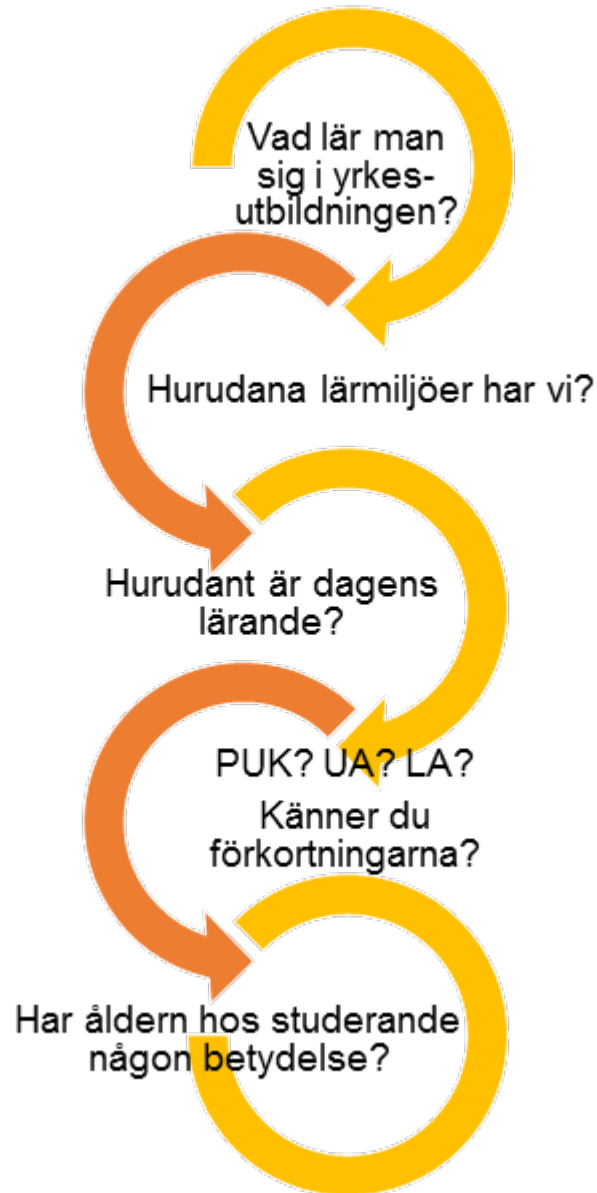 Vad lär man
sig i yrkes-
utbildningen?
Hurudana lärmiljöer har vi?
Hurudant är dagens
lärande?
PUK? UA? LA?
Känner du
förkortningarna?
Har åldern hos studerande
någon betydelse?